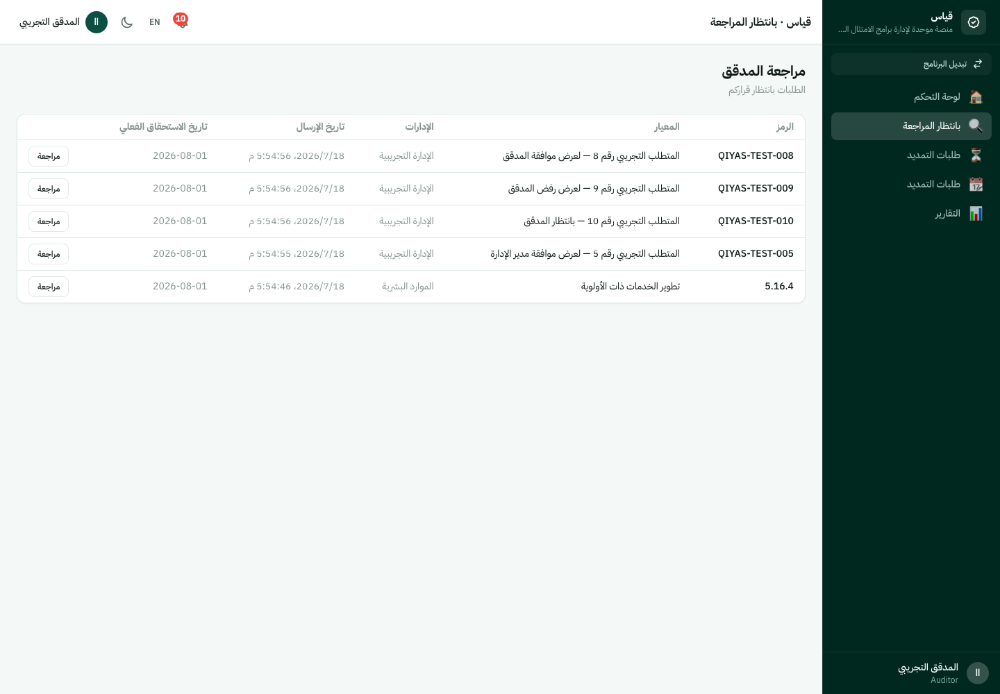 قياس
منصة موحدة لإدارة برامج الامتثال الـ...
تبديل البرنامج
لوحة التحكم
بانتظار المراجعة
طلبات التمديد
طلبات التمديد
التقارير
المدقق التجريبي
Auditor
اا
قياس · بانتظار المراجعة
10
EN
اا
المدقق التجريبي
مراجعة المدقق
الطلبات بانتظار قراركم
الرمز المعيار الإدارات تاريخ الإرسال تاريخ الاستحقاق الفعلي
QIYAS-TEST-008 المتطلب التجريبي رقم 8 — لعرض موافقة المدقق الإدارة التجريبية 2026/7/18، 5:54:56 م 2026-08-01 مراجعة
QIYAS-TEST-009 المتطلب التجريبي رقم 9 — لعرض رفض المدقق الإدارة التجريبية 2026/7/18، 5:54:56 م 2026-08-01 مراجعة
QIYAS-TEST-010 المتطلب التجريبي رقم 10 — بانتظار المدقق الإدارة التجريبية 2026/7/18، 5:54:56 م 2026-08-01 مراجعة
QIYAS-TEST-005 المتطلب التجريبي رقم 5 — لعرض موافقة مدير الإدارة الإدارة التجريبية 2026/7/18، 5:54:55 م 2026-08-01 مراجعة
5.16.4 تطوير الخدمات ذات الأولوية الموارد البشرية 2026/7/18، 5:54:46 م 2026-08-01 مراجعة